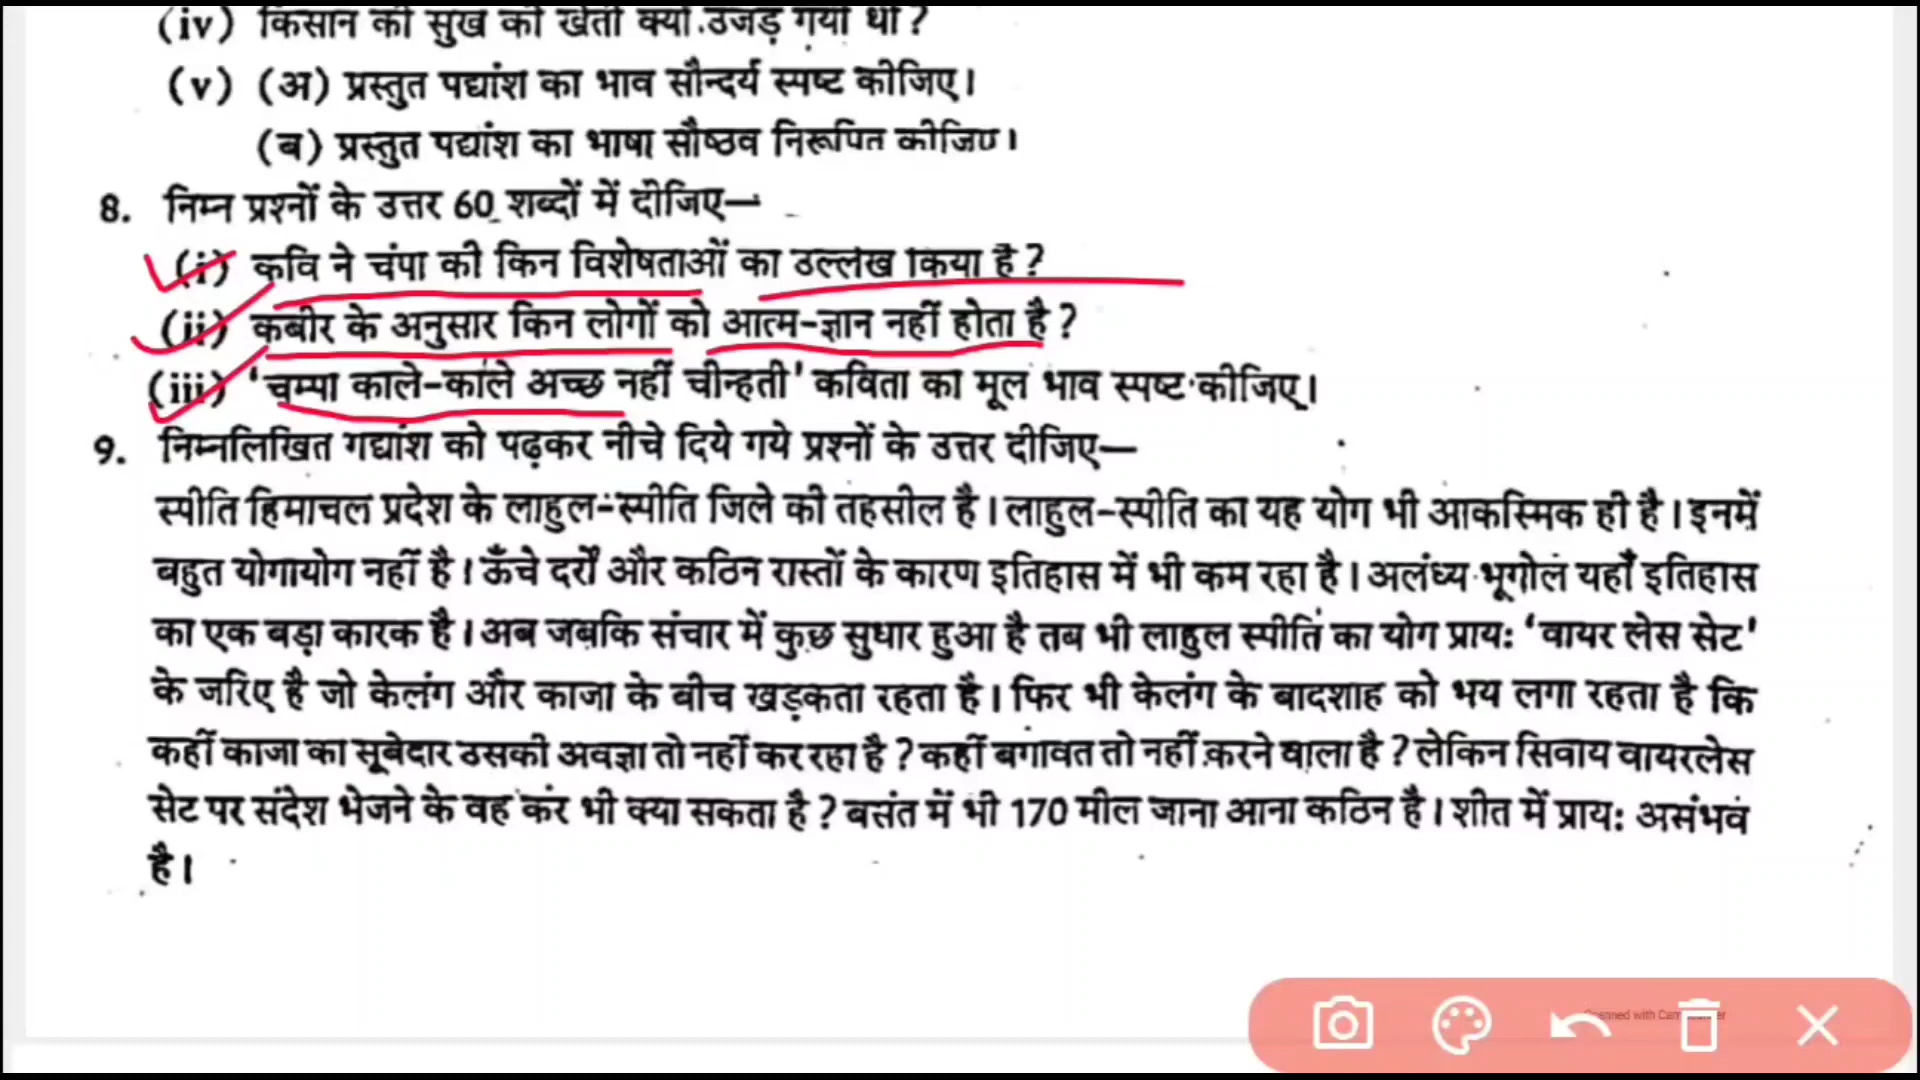 (iv) किसान की सुख की खेती क्यों उजड़ गयी थी?
(v) (अ) प्रस्तुत पद्यांश का भाव सौन्दर्य स्पष्ट कीजिए।
(ब) प्रस्तुत पद्यांश का भाषा सौष्ठव निरूपित कीजिए।
8. निम्न प्रश्नों के उत्तर 60 शब्दों में दीजिए—
(i) कवि ने चंपा की किन विशेषताओं का उल्लेख किया है?
(ii) कबीर के अनुसार किन लोगों को आत्म-ज्ञान नहीं होता है?
(iii) 'चम्पा काले-काले अच्छ नहीं चीन्हती' कविता का मूल भाव स्पष्ट कीजिए।
9. निम्नलिखित गद्यांश को पढ़कर नीचे दिये गये प्रश्नों के उत्तर दीजिए—
स्पीति हिमाचल प्रदेश के लाहुल-स्पीति जिले की तहसील है। लाहुल-स्पीति का यह योग भी आकस्मिक ही है। इनमें
बहुत योगायोग नहीं है। ऊँचे दर्रों और कठिन रास्तों के कारण इतिहास में भी कम रहा है। अलंध्य भूगोल यहाँ इतिहास
का एक बड़ा कारक है। अब जबकि संचार में कुछ सुधार हुआ है तब भी लाहुल स्पीति का योग प्रायः 'वायर लेस सेट'
के जरिए है जो केलंग और काजा के बीच खड़कता रहता है। फिर भी केलंग के बादशाह को भय लगा रहता है कि
कहीं काजा का सूबेदार उसकी अवज्ञा तो नहीं कर रहा है? कहीं बगावत तो नहीं करने वाला है? लेकिन सिवाय वायरलेस
सेट पर संदेश भेजने के वह कर भी क्या सकता है? बसंत में भी 170 मील जाना आना कठिन है। शीत में प्रायः असंभव
है।